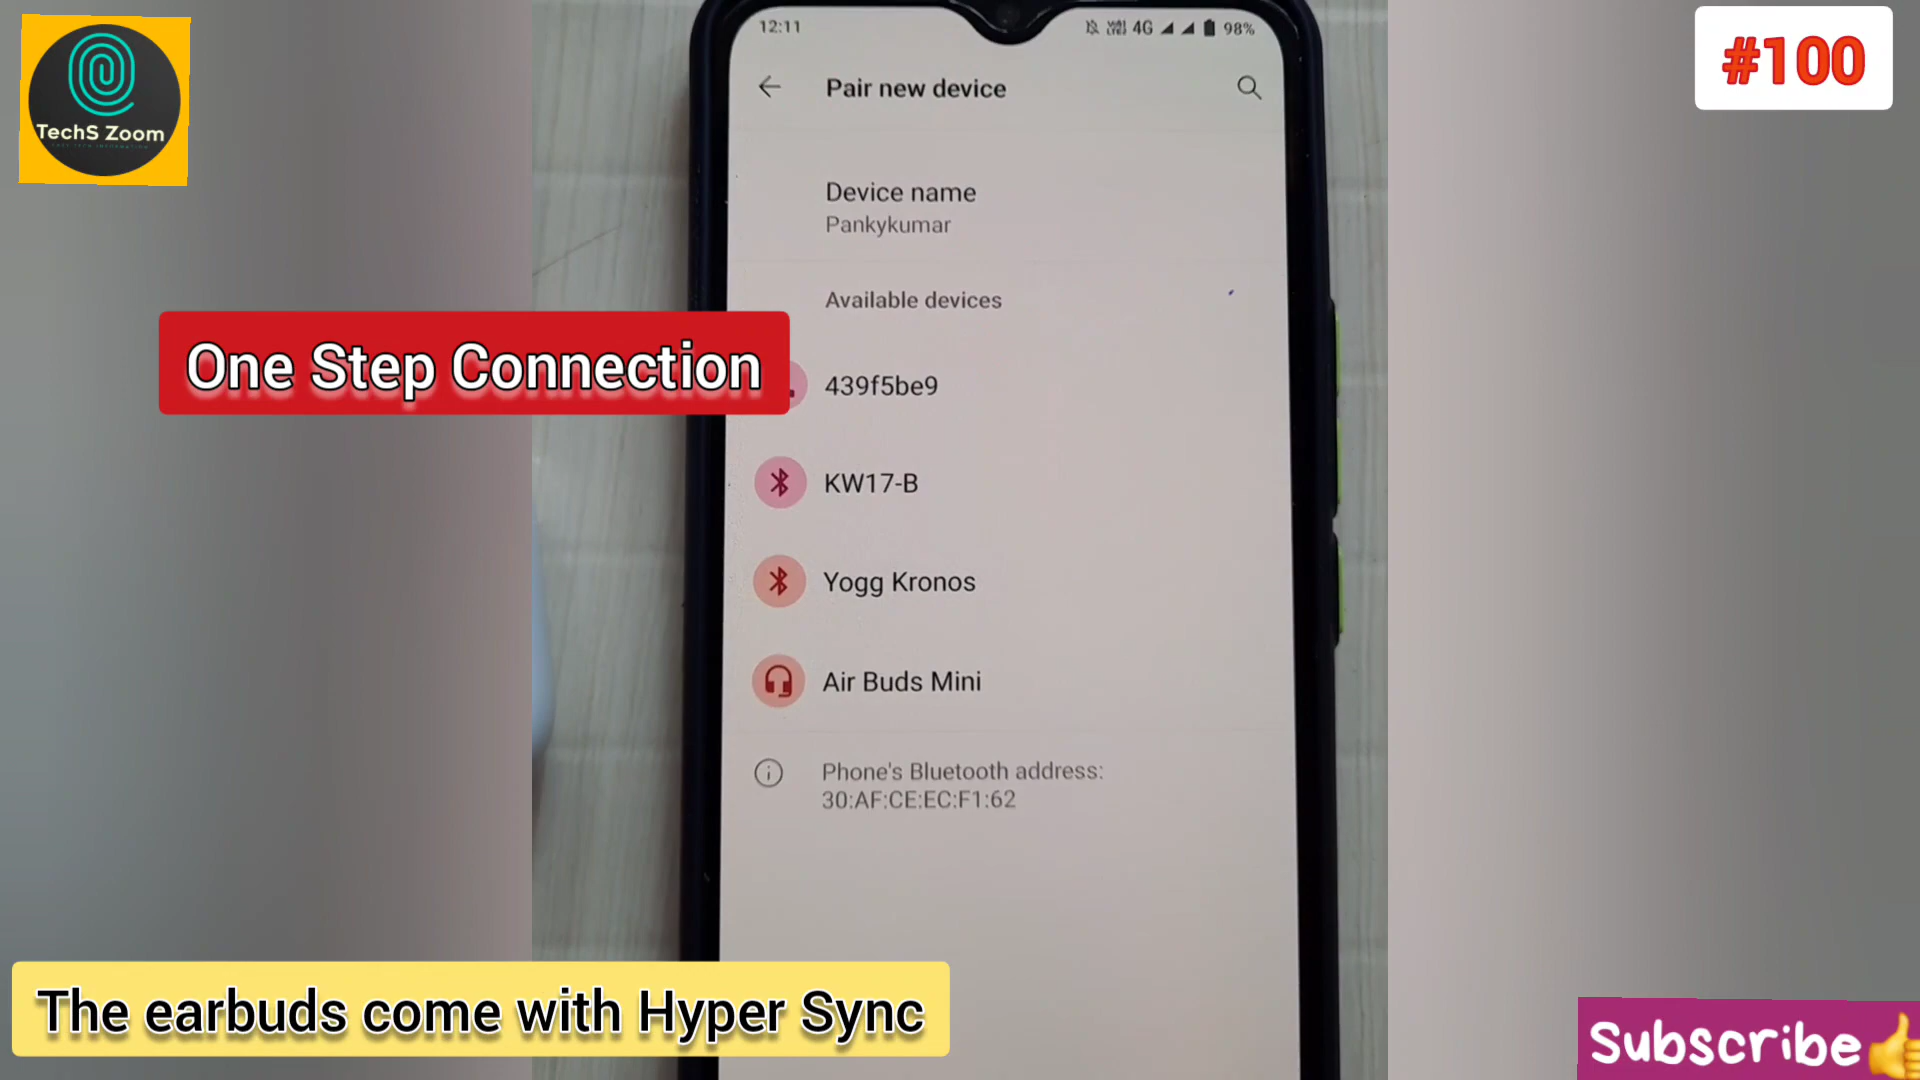 TechS Zoom
#100
12:11
4G
98%
Pair new device
Device name
Pankykumar
Available devices
One Step Connection
439f5be9
KW17-B
Yogg Kronos
Air Buds Mini
Phone's Bluetooth address:
30:AF:CE:EC:F1:62
The earbuds come with Hyper Sync
Subscribe